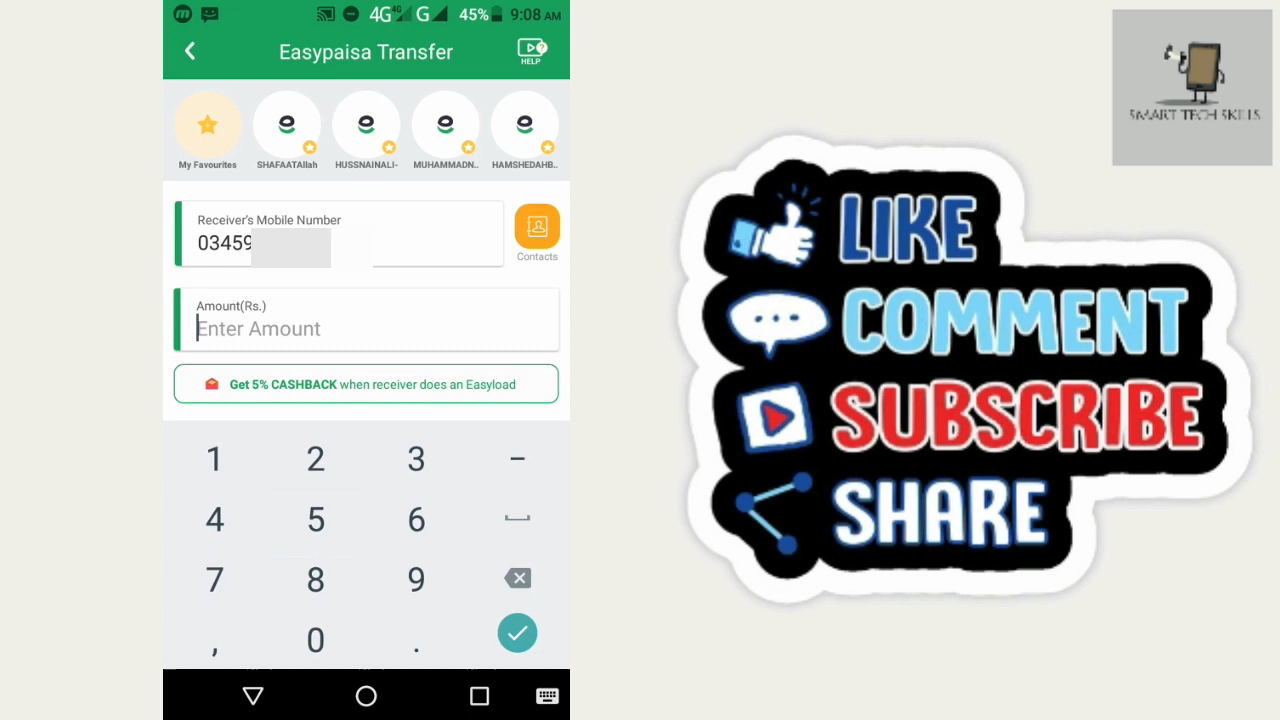 4G 4G G 45% 9:08 AM
Easypaisa Transfer
HELP
My Favourites SHAFAATAllah HUSSNAINALI- MUHAMMADN.. HAMSHEDAHB..
Receiver's Mobile Number
03459
Contacts
Amount(Rs.)
Enter Amount
Get 5% CASHBACK when receiver does an Easyload
1 2 3 –
4 5 6
7 8 9
, 0 .
SMART TECH SKILLS
LIKE
COMMENT
SUBSCRIBE
SHARE